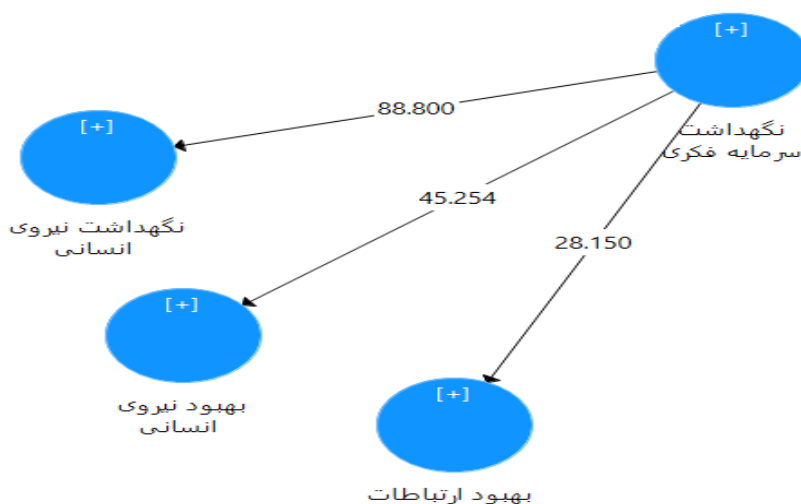 [+]
نگهداشت
سرمایه فکری
88.800
[+]
نگهداشت نیروی
انسانی
45.254
28.150
[+]
بهبود نیروی
انسانی
[+]
بهبود ارتباطات